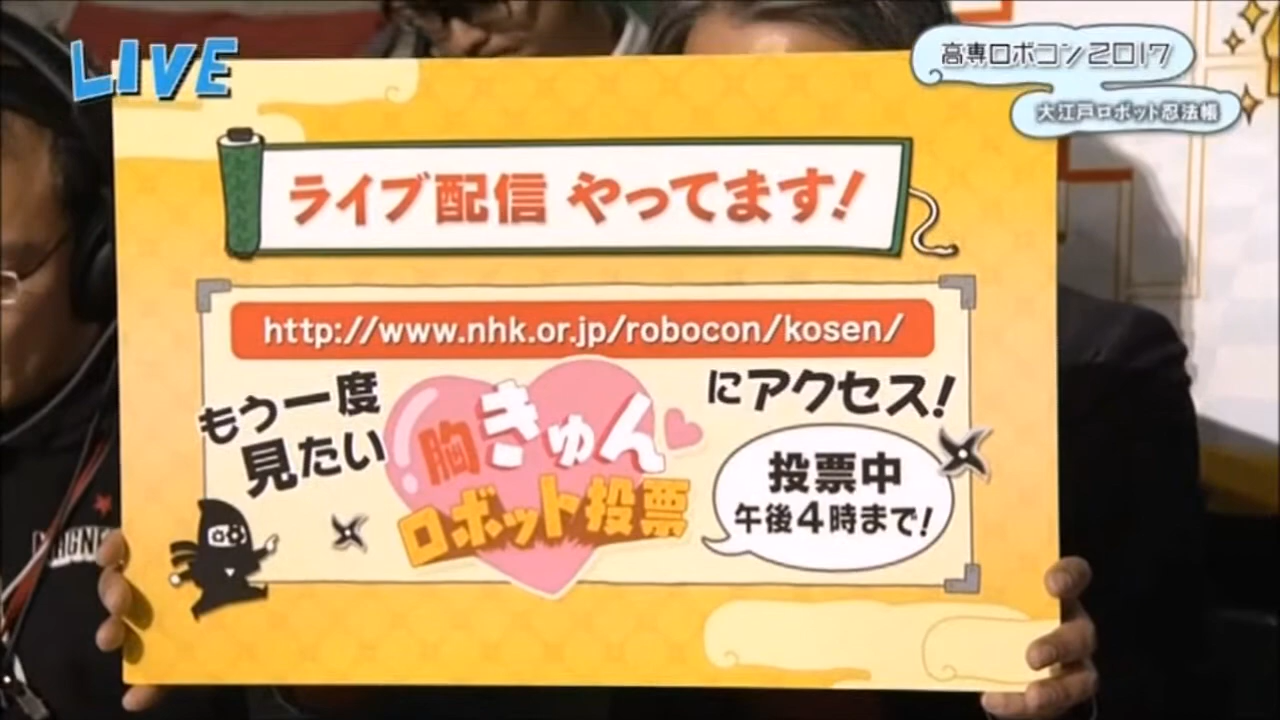 LIVE
高専ロボコン2017
大江戸ロボット忍法帳
ライブ配信 やってます!
http://www.nhk.or.jp/robocon/kosen/
もう一度
見たい
胸きゅん
ロボット投票
にアクセス!
投票中
午後4時まで!